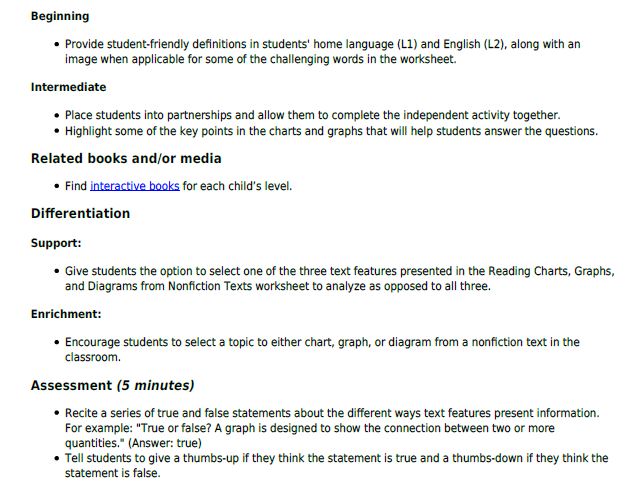 Beginning
• Provide student-friendly definitions in students' home language (L1) and English (L2), along with an
image when applicable for some of the challenging words in the worksheet.
Intermediate
• Place students into partnerships and allow them to complete the independent activity together.
• Highlight some of the key points in the charts and graphs that will help students answer the questions.
Related books and/or media
• Find interactive books for each child's level.
Differentiation
Support:
• Give students the option to select one of the three text features presented in the Reading Charts, Graphs,
and Diagrams from Nonfiction Texts worksheet to analyze as opposed to all three.
Enrichment:
• Encourage students to select a topic to either chart, graph, or diagram from a nonfiction text in the
classroom.
Assessment (5 minutes)
• Recite a series of true and false statements about the different ways text features present information.
For example: "True or false? A graph is designed to show the connection between two or more
quantities." (Answer: true)
• Tell students to give a thumbs-up if they think the statement is true and a thumbs-down if they think the
statement is false.